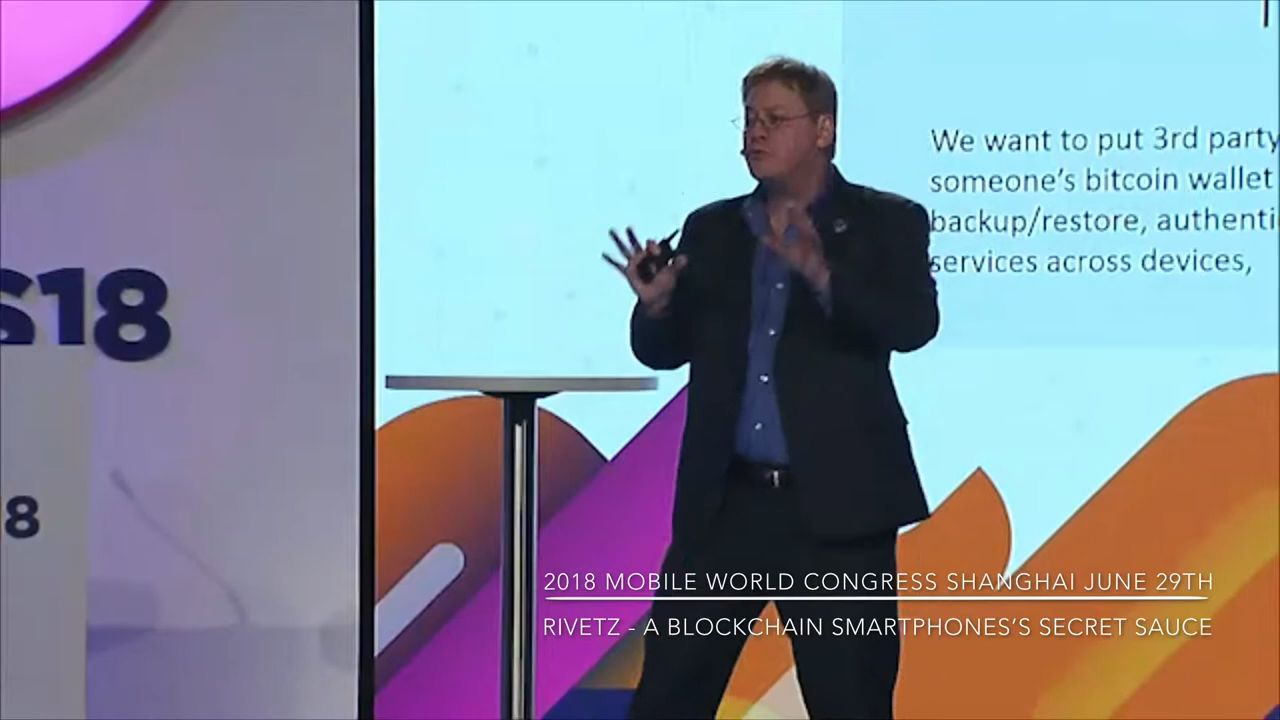 S18
8
We want to put 3rd party
someone's bitcoin wallet
backup/restore, authenti
services across devices,
2018 MOBILE WORLD CONGRESS SHANGHAI JUNE 29TH
RIVETZ - A BLOCKCHAIN SMARTPHONES'S SECRET SAUCE